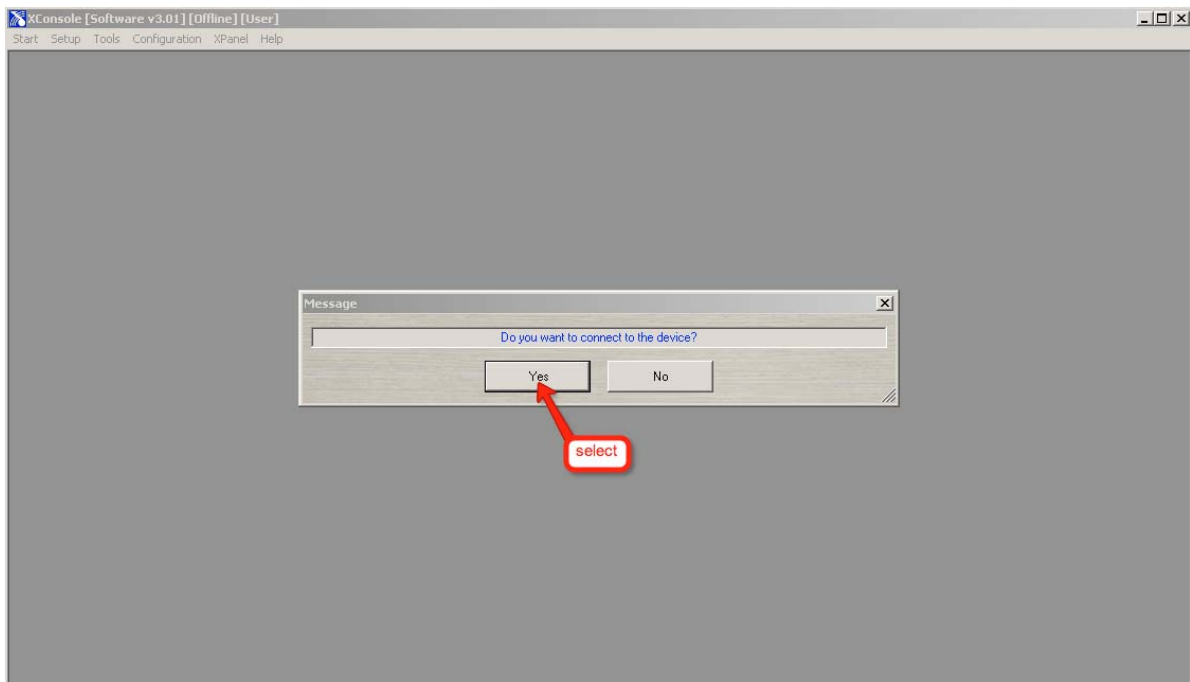 XConsole [Software v3.01] [Offline] [User]
Start Setup Tools Configuration XPanel Help
Message
Do you want to connect to the device?
Yes No
select